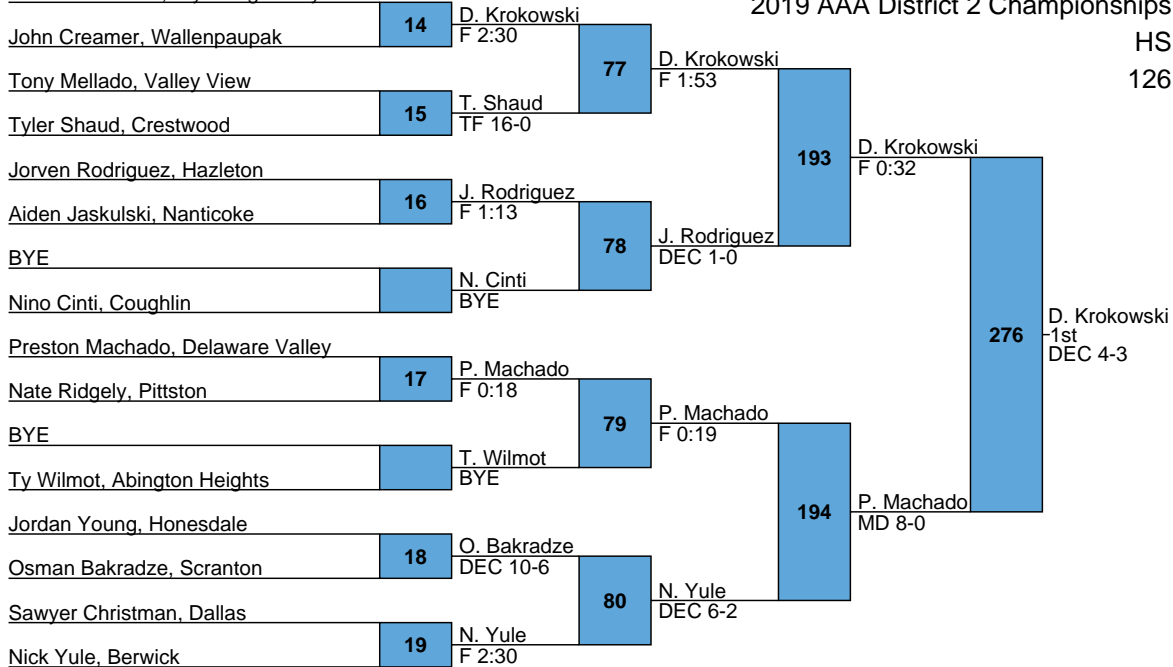 2019 AAA District 2 Championships
HS
126
John Creamer, Wallenpaupak
Tony Mellado, Valley View
Tyler Shaud, Crestwood
Jorven Rodriguez, Hazleton
Aiden Jaskulski, Nanticoke
BYE
Nino Cinti, Coughlin
Preston Machado, Delaware Valley
Nate Ridgely, Pittston
BYE
Ty Wilmot, Abington Heights
Jordan Young, Honesdale
Osman Bakradze, Scranton
Sawyer Christman, Dallas
Nick Yule, Berwick
14
15
16
17
18
19
D. Krokowski
F 2:30
T. Shaud
TF 16-0
J. Rodriguez
F 1:13
N. Cinti
BYE
P. Machado
F 0:18
T. Wilmot
BYE
O. Bakradze
DEC 10-6
N. Yule
F 2:30
77
78
79
80
D. Krokowski
F 1:53
J. Rodriguez
DEC 1-0
P. Machado
F 0:19
N. Yule
DEC 6-2
193
194
D. Krokowski
F 0:32
P. Machado
MD 8-0
276
D. Krokowski
1st
DEC 4-3